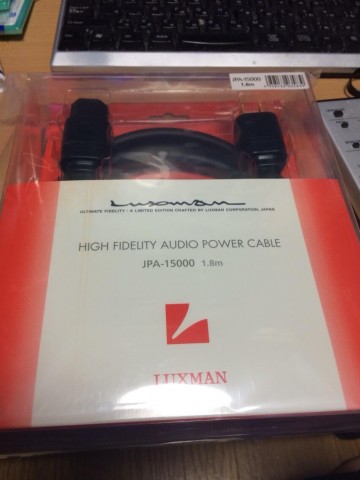 JPA-15000
1.8m
Luxman
ULTIMATE FIDELITY : A LIMITED EDITION CRAFTED BY LUXMAN CORPORATION, JAPAN
HIGH FIDELITY AUDIO POWER CABLE
JPA-15000 1.8m
LUXMAN